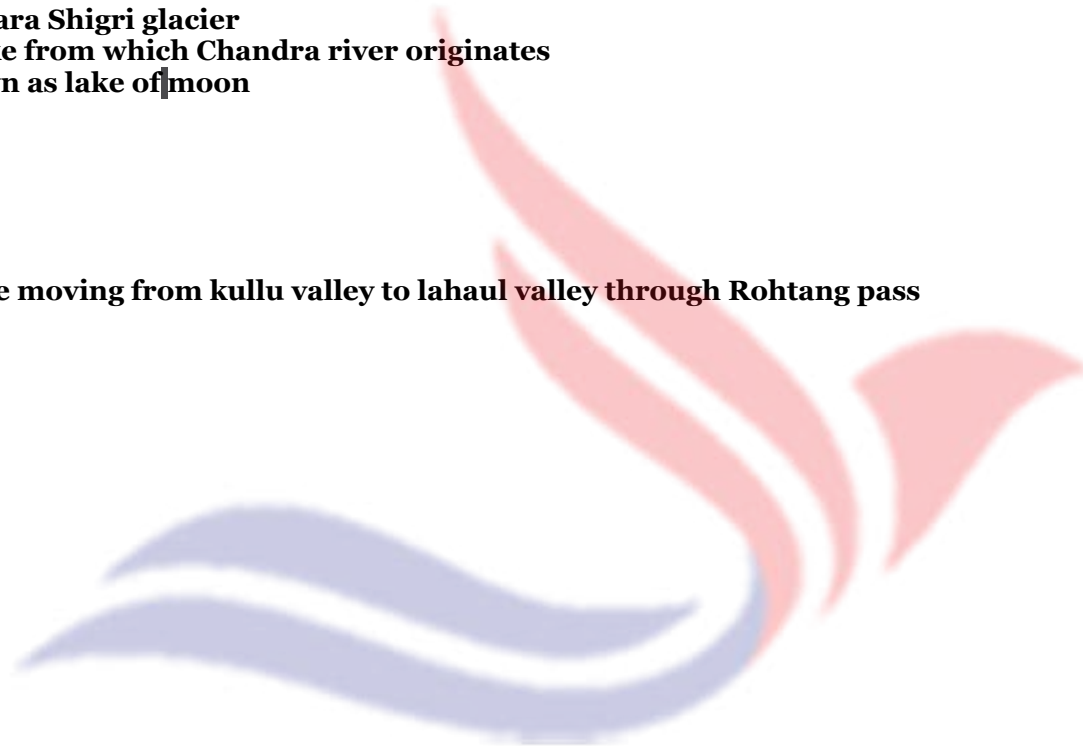 ara Shigri glacier
e from which Chandra river originates
n as lake of moon
e moving from kullu valley to lahaul valley through Rohtang pass